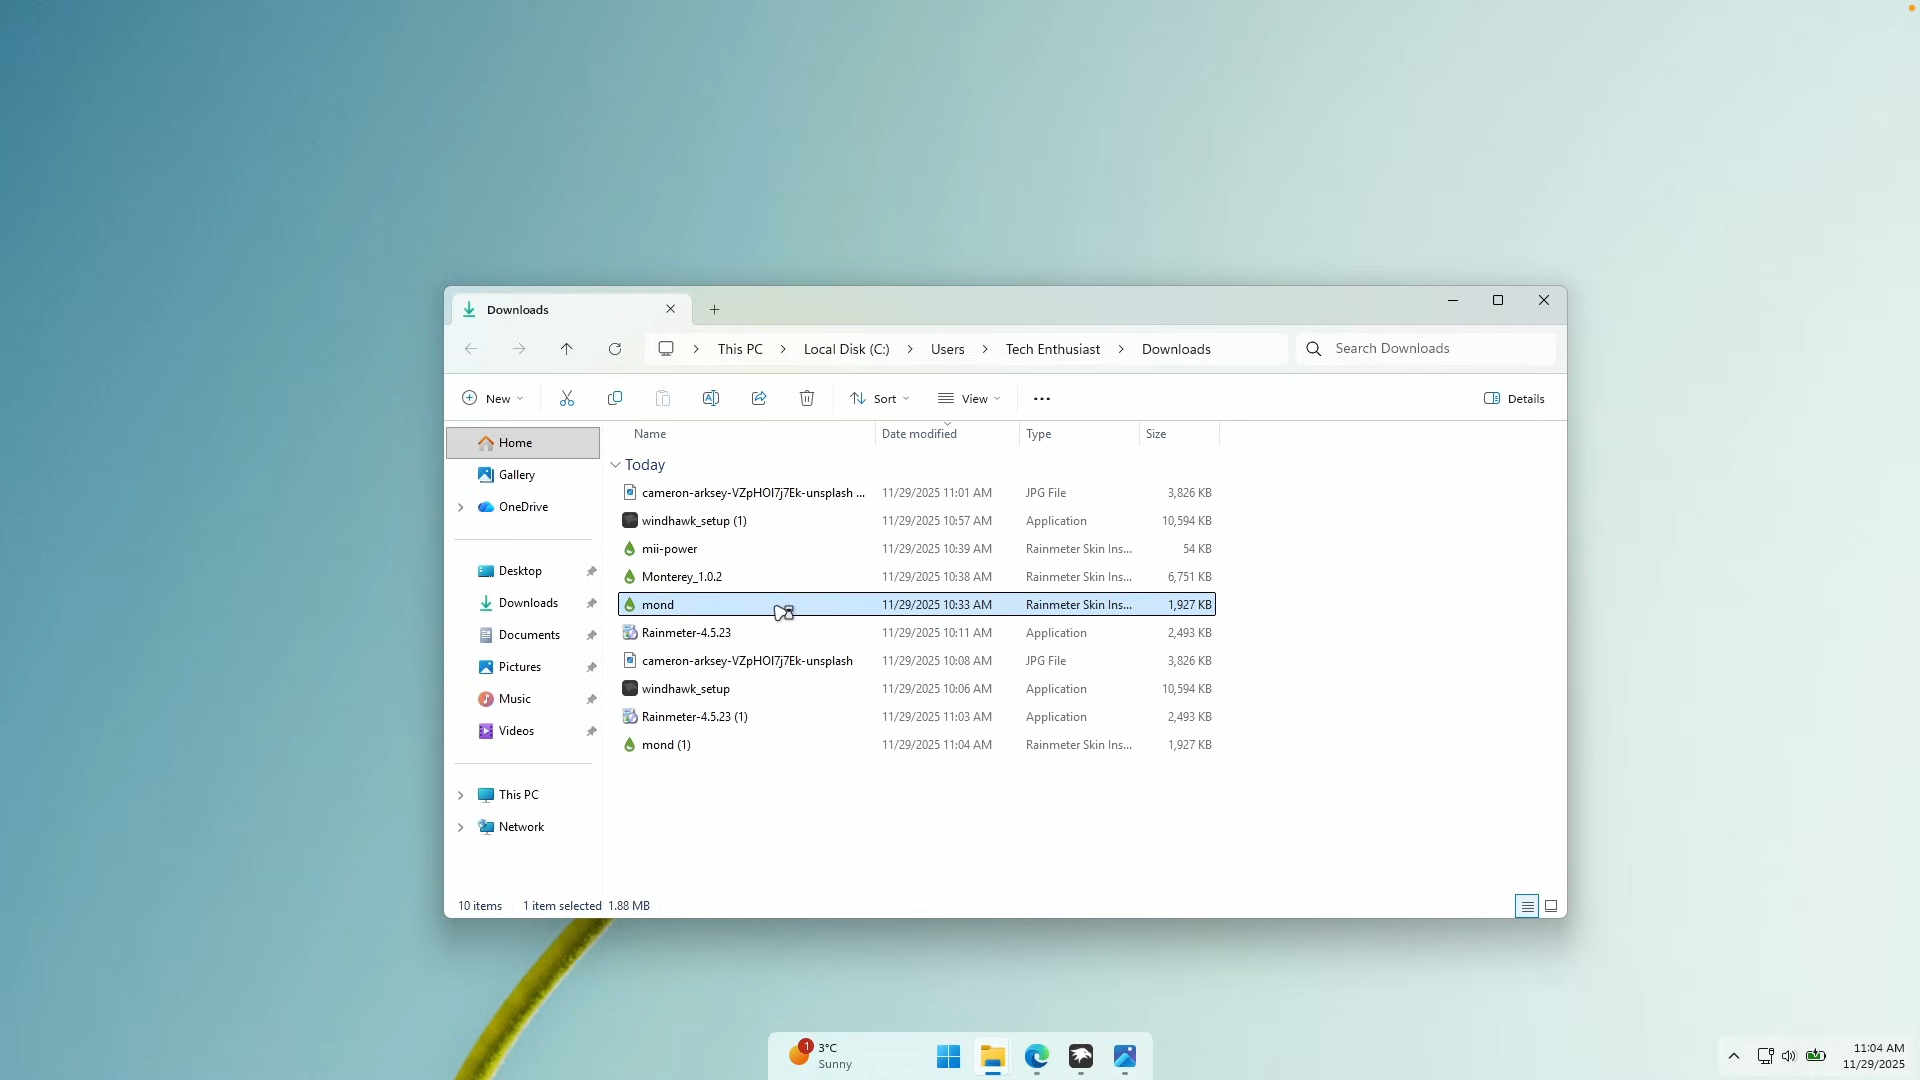 Downloads
This PC
Local Disk (C:)
Users
Tech Enthusiast
Downloads
Search Downloads
New
Sort
View
Details
Name
Date modified
Type
Size
Home
Gallery
OneDrive
Desktop
Downloads
Documents
Pictures
Music
Videos
This PC
Network
Today
cameron-arksey-VZpHOI7j7Ek-unsplash ... 11/29/2025 11:01 AM JPG File 3,826 KB
windhawk_setup (1) 11/29/2025 10:57 AM Application 10,594 KB
mii-power 11/29/2025 10:39 AM Rainmeter Skin Ins... 54 KB
Monterey_1.0.2 11/29/2025 10:38 AM Rainmeter Skin Ins... 6,751 KB
mond 11/29/2025 10:33 AM Rainmeter Skin Ins... 1,927 KB
Rainmeter-4.5.23 11/29/2025 10:11 AM Application 2,493 KB
cameron-arksey-VZpHOI7j7Ek-unsplash 11/29/2025 10:08 AM JPG File 3,826 KB
windhawk_setup 11/29/2025 10:06 AM Application 10,594 KB
Rainmeter-4.5.23 (1) 11/29/2025 11:03 AM Application 2,493 KB
mond (1) 11/29/2025 11:04 AM Rainmeter Skin Ins... 1,927 KB
10 items 1 item selected 1.88 MB
1
3°C
Sunny
11:04 AM
11/29/2025